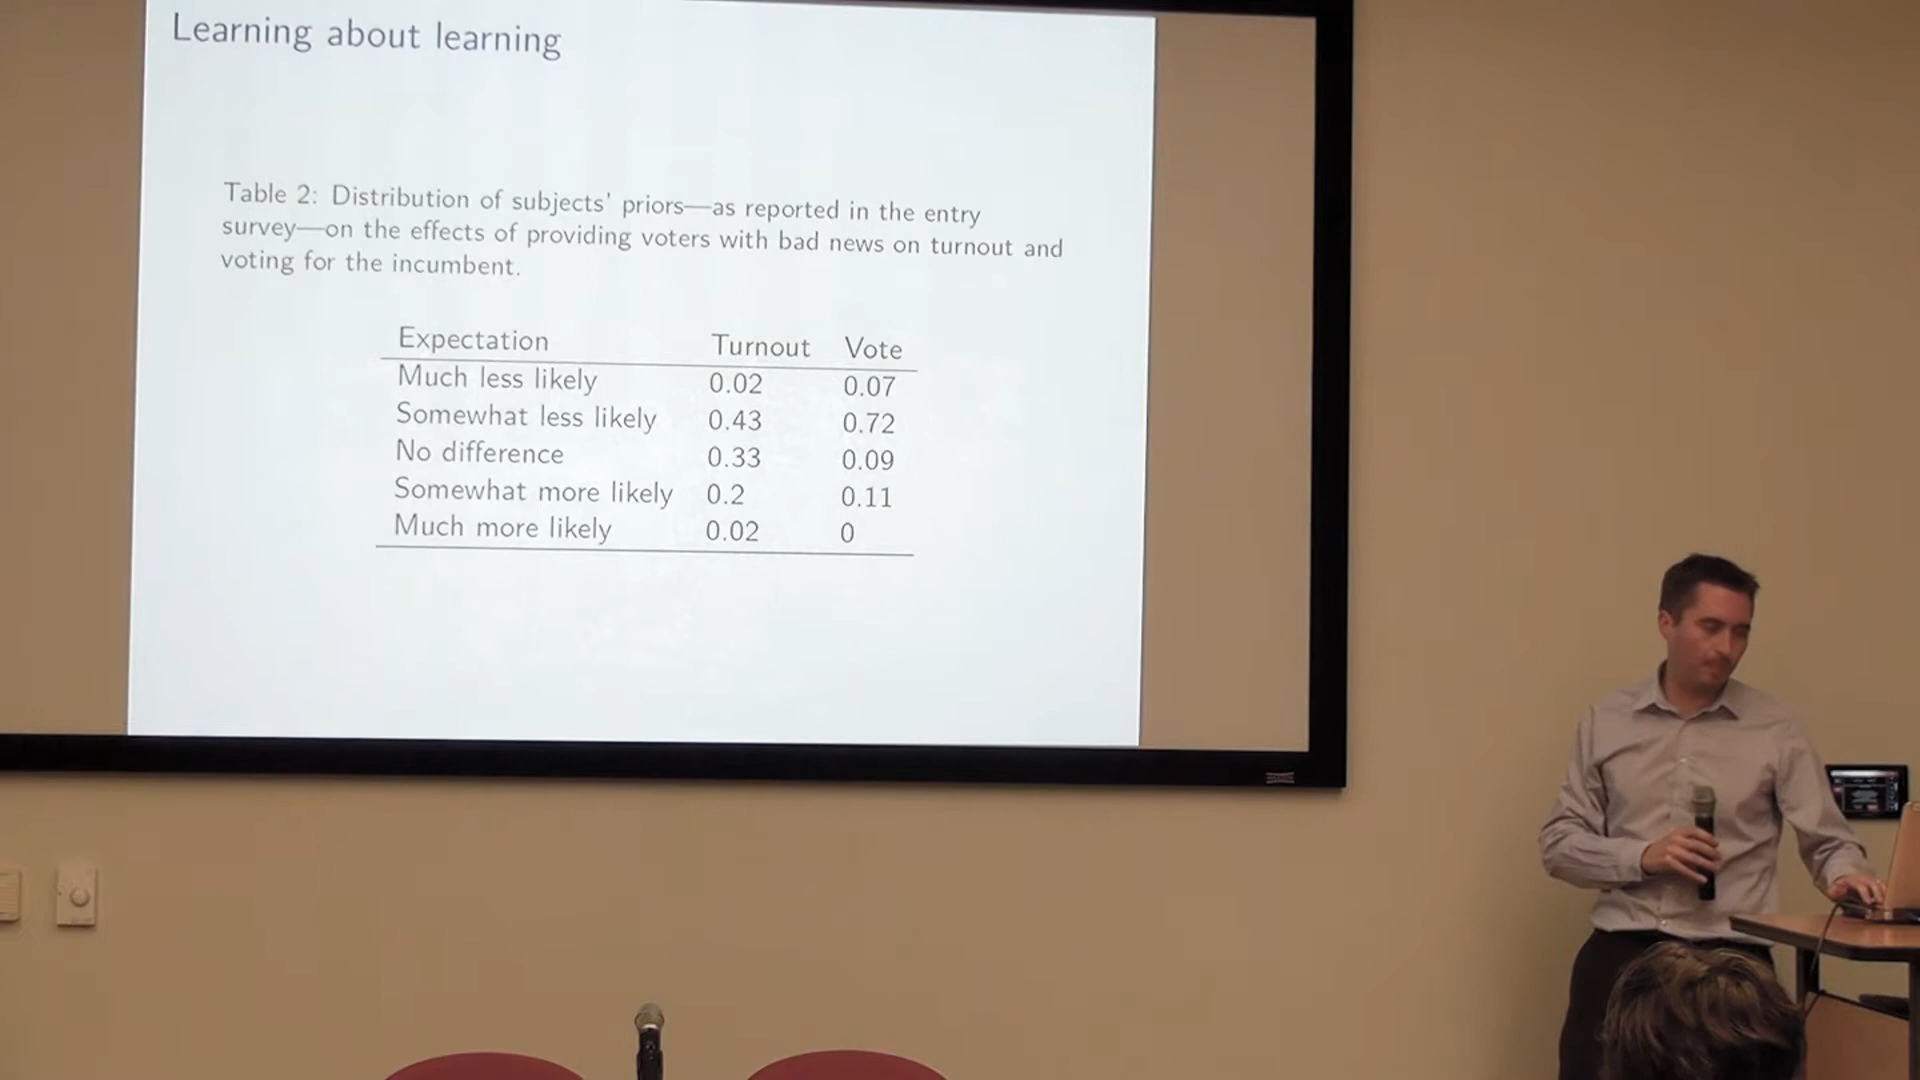 Learning about learning
Table 2: Distribution of subjects' priors—as reported in the entry
survey—on the effects of providing voters with bad news on turnout and
voting for the incumbent.
Expectation Turnout Vote
Much less likely 0.02 0.07
Somewhat less likely 0.43 0.72
No difference 0.33 0.09
Somewhat more likely 0.2 0.11
Much more likely 0.02 0